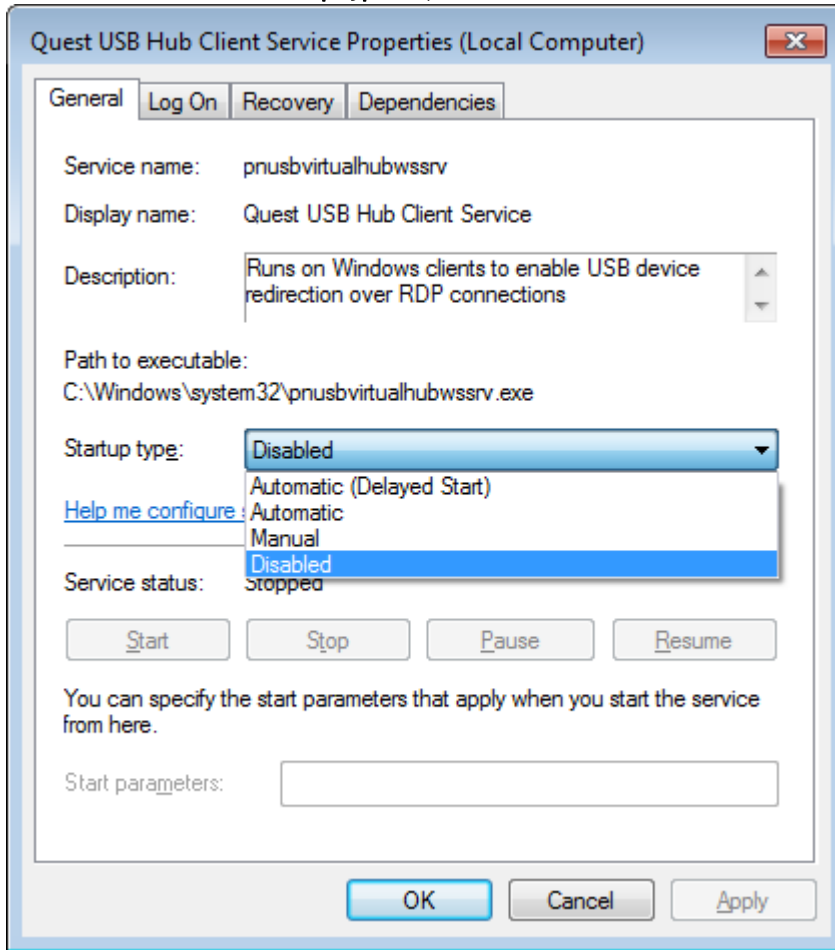 Quest USB Hub Client Service Properties (Local Computer)
General Log On Recovery Dependencies
Service name: pnusbvirtualhubwssrv
Display name: Quest USB Hub Client Service
Description: Runs on Windows clients to enable USB device
redirection over RDP connections
Path to executable:
C:\Windows\system32\pnusbvirtualhubwssrv.exe
Startup type: Disabled
Automatic (Delayed Start)
Help me configure
Automatic
Manual
Disabled
Service status: Stopped
Start Stop Pause Resume
You can specify the start parameters that apply when you start the service
from here.
Start parameters:
OK Cancel Apply